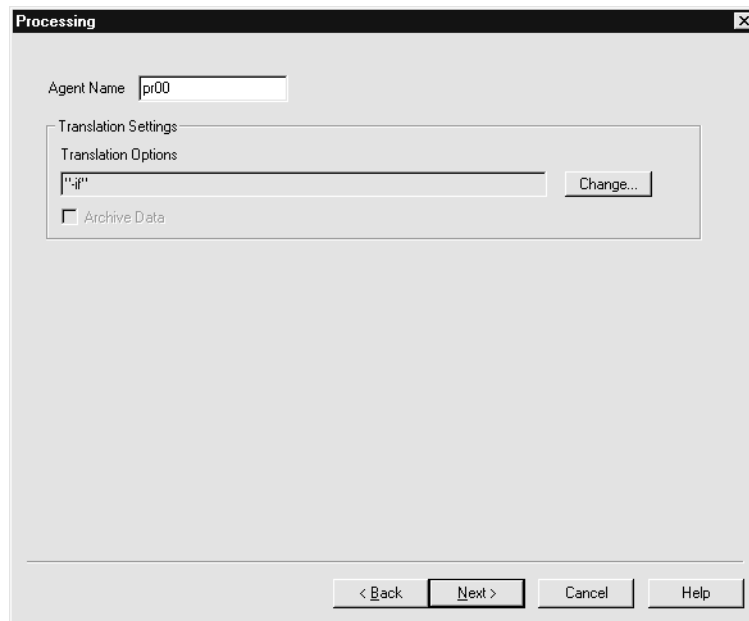 Processing
Agent Name pr00
Translation Settings
Translation Options
"-if" Change...
Archive Data
< Back Next > Cancel Help